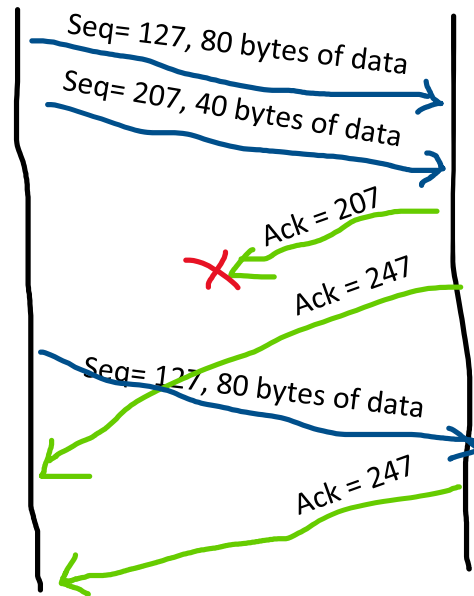 Seq= 127, 80 bytes of data
Seq= 207, 40 bytes of data
Ack = 207
Ack = 247
Seq= 127, 80 bytes of data
Ack = 247